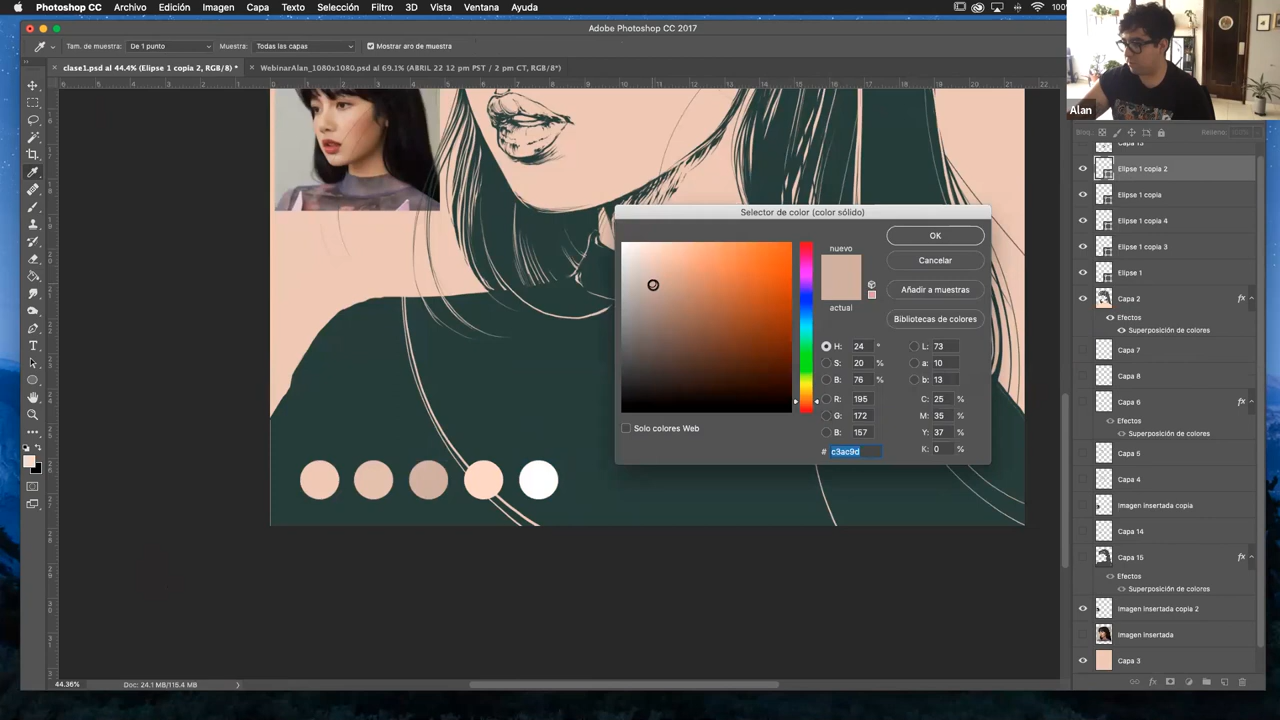 Photoshop CC Archivo Edición Imagen Capa Texto Selección Filtro 3D Vista Ventana Ayuda
Adobe Photoshop CC 2017
Tam. de muestra: De 1 punto Muestra: Todas las capas Mostrar aro de muestra
clase1.psd al 44.4% (Elipse 1 copia 2, RGB/8) * WebinarAlan_1080x1080.psd al 69.1% (ABRIL 22 12 pm PST / 2 pm CT, RGB/8*)
Alan
Bloq.: Relleno: 100%
Capa 13
Elipse 1 copia 2
Elipse 1 copia
Elipse 1 copia 4
Elipse 1 copia 3
Elipse 1
Capa 2 fx
Efectos
Superposición de colores
Capa 7
Capa 8
Capa 6 fx
Efectos
Superposición de colores
Capa 5
Capa 4
Imagen insertada copia
Capa 14
Capa 15 fx
Efectos
Superposición de colores
Imagen insertada copia 2
Imagen insertada
Capa 3
Selector de color (color sólido)
nuevo
actual
OK
Cancelar
Añadir a muestras
Bibliotecas de colores
H: 24 ° L: 73
S: 20 % a: 10
B: 76 % b: 13
R: 195 C: 25 %
G: 172 M: 35 %
B: 157 Y: 37 %
# c3ac9d K: 0 %
Solo colores Web
44.36% Doc: 24.1 MB/115.4 MB